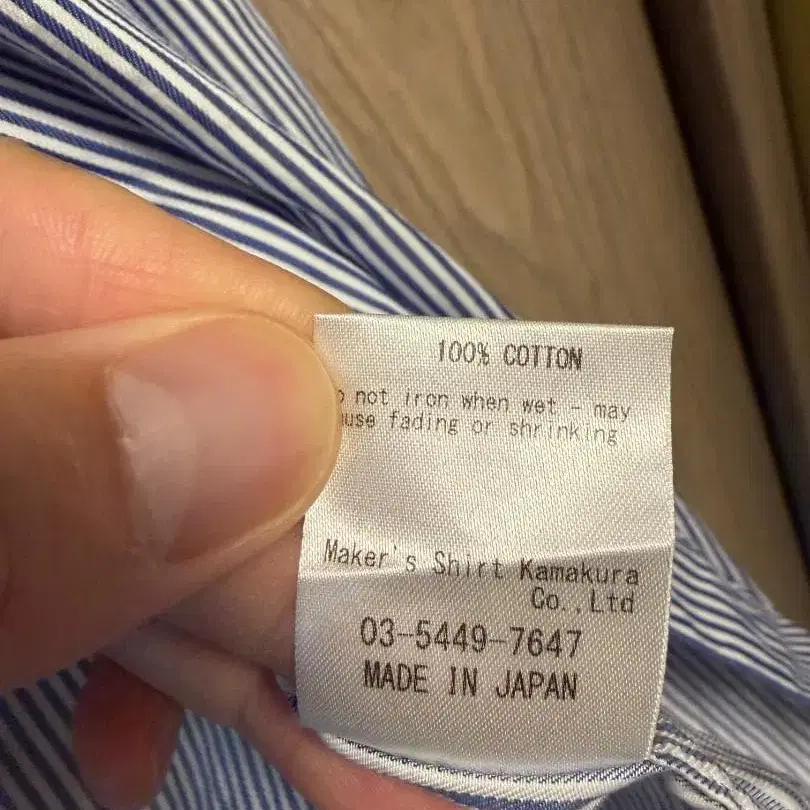 100% COTTON
not iron when wet - may
fading or shrinking
Maker's Shirt Kamakura
Co.,Ltd
03-5449-7647
MADE IN JAPAN